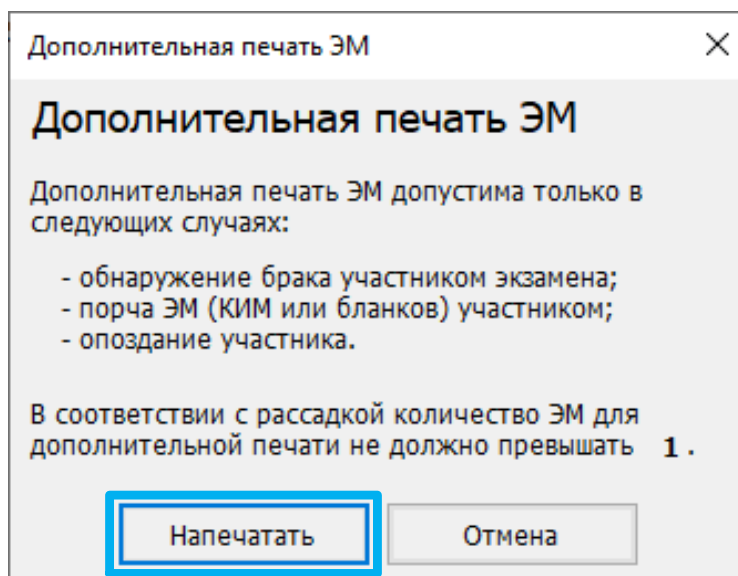 Дополнительная печать ЭМ
Дополнительная печать ЭМ
Дополнительная печать ЭМ допустима только в
следующих случаях:
- обнаружение брака участником экзамена;
- порча ЭМ (КИМ или бланков) участником;
- опоздание участника.
В соответствии с рассадкой количество ЭМ для
дополнительной печати не должно превышать 1 .
Напечатать Отмена